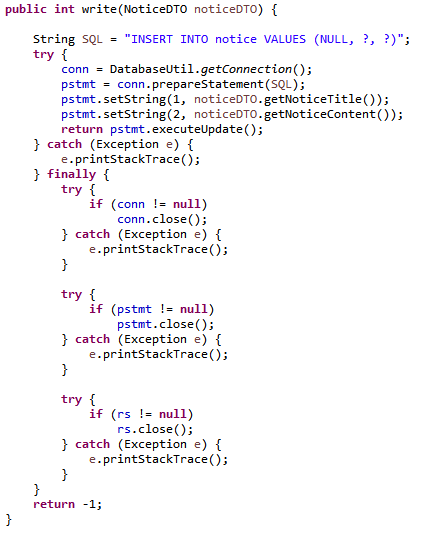 public int write(NoticeDTO noticeDTO) {

    String SQL = "INSERT INTO notice VALUES (NULL, ?, ?)";
    try {
        conn = DatabaseUtil.getConnection();
        pstmt = conn.prepareStatement(SQL);
        pstmt.setString(1, noticeDTO.getNoticeTitle());
        pstmt.setString(2, noticeDTO.getNoticeContent());
        return pstmt.executeUpdate();
    } catch (Exception e) {
        e.printStackTrace();
    } finally {
        try {
            if (conn != null)
                conn.close();
        } catch (Exception e) {
            e.printStackTrace();
        }

        try {
            if (pstmt != null)
                pstmt.close();
        } catch (Exception e) {
            e.printStackTrace();
        }

        try {
            if (rs != null)
                rs.close();
        } catch (Exception e) {
            e.printStackTrace();
        }
    }
    return -1;
}